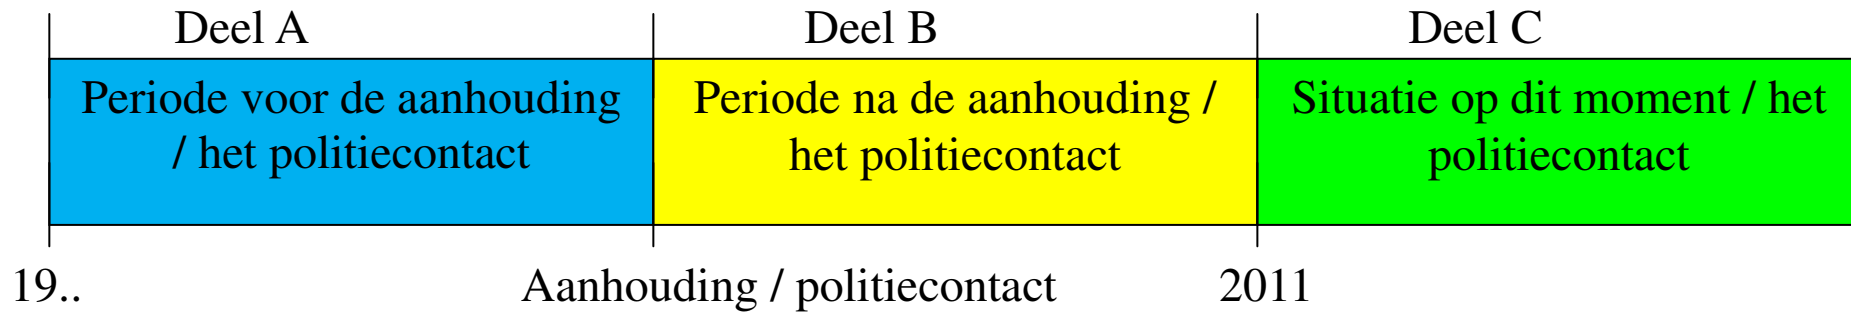 Deel A
Deel B
Deel C
Periode voor de aanhouding
/ het politiecontact
Periode na de aanhouding /
het politiecontact
Situatie op dit moment / het
politiecontact
19..
Aanhouding / politiecontact
2011